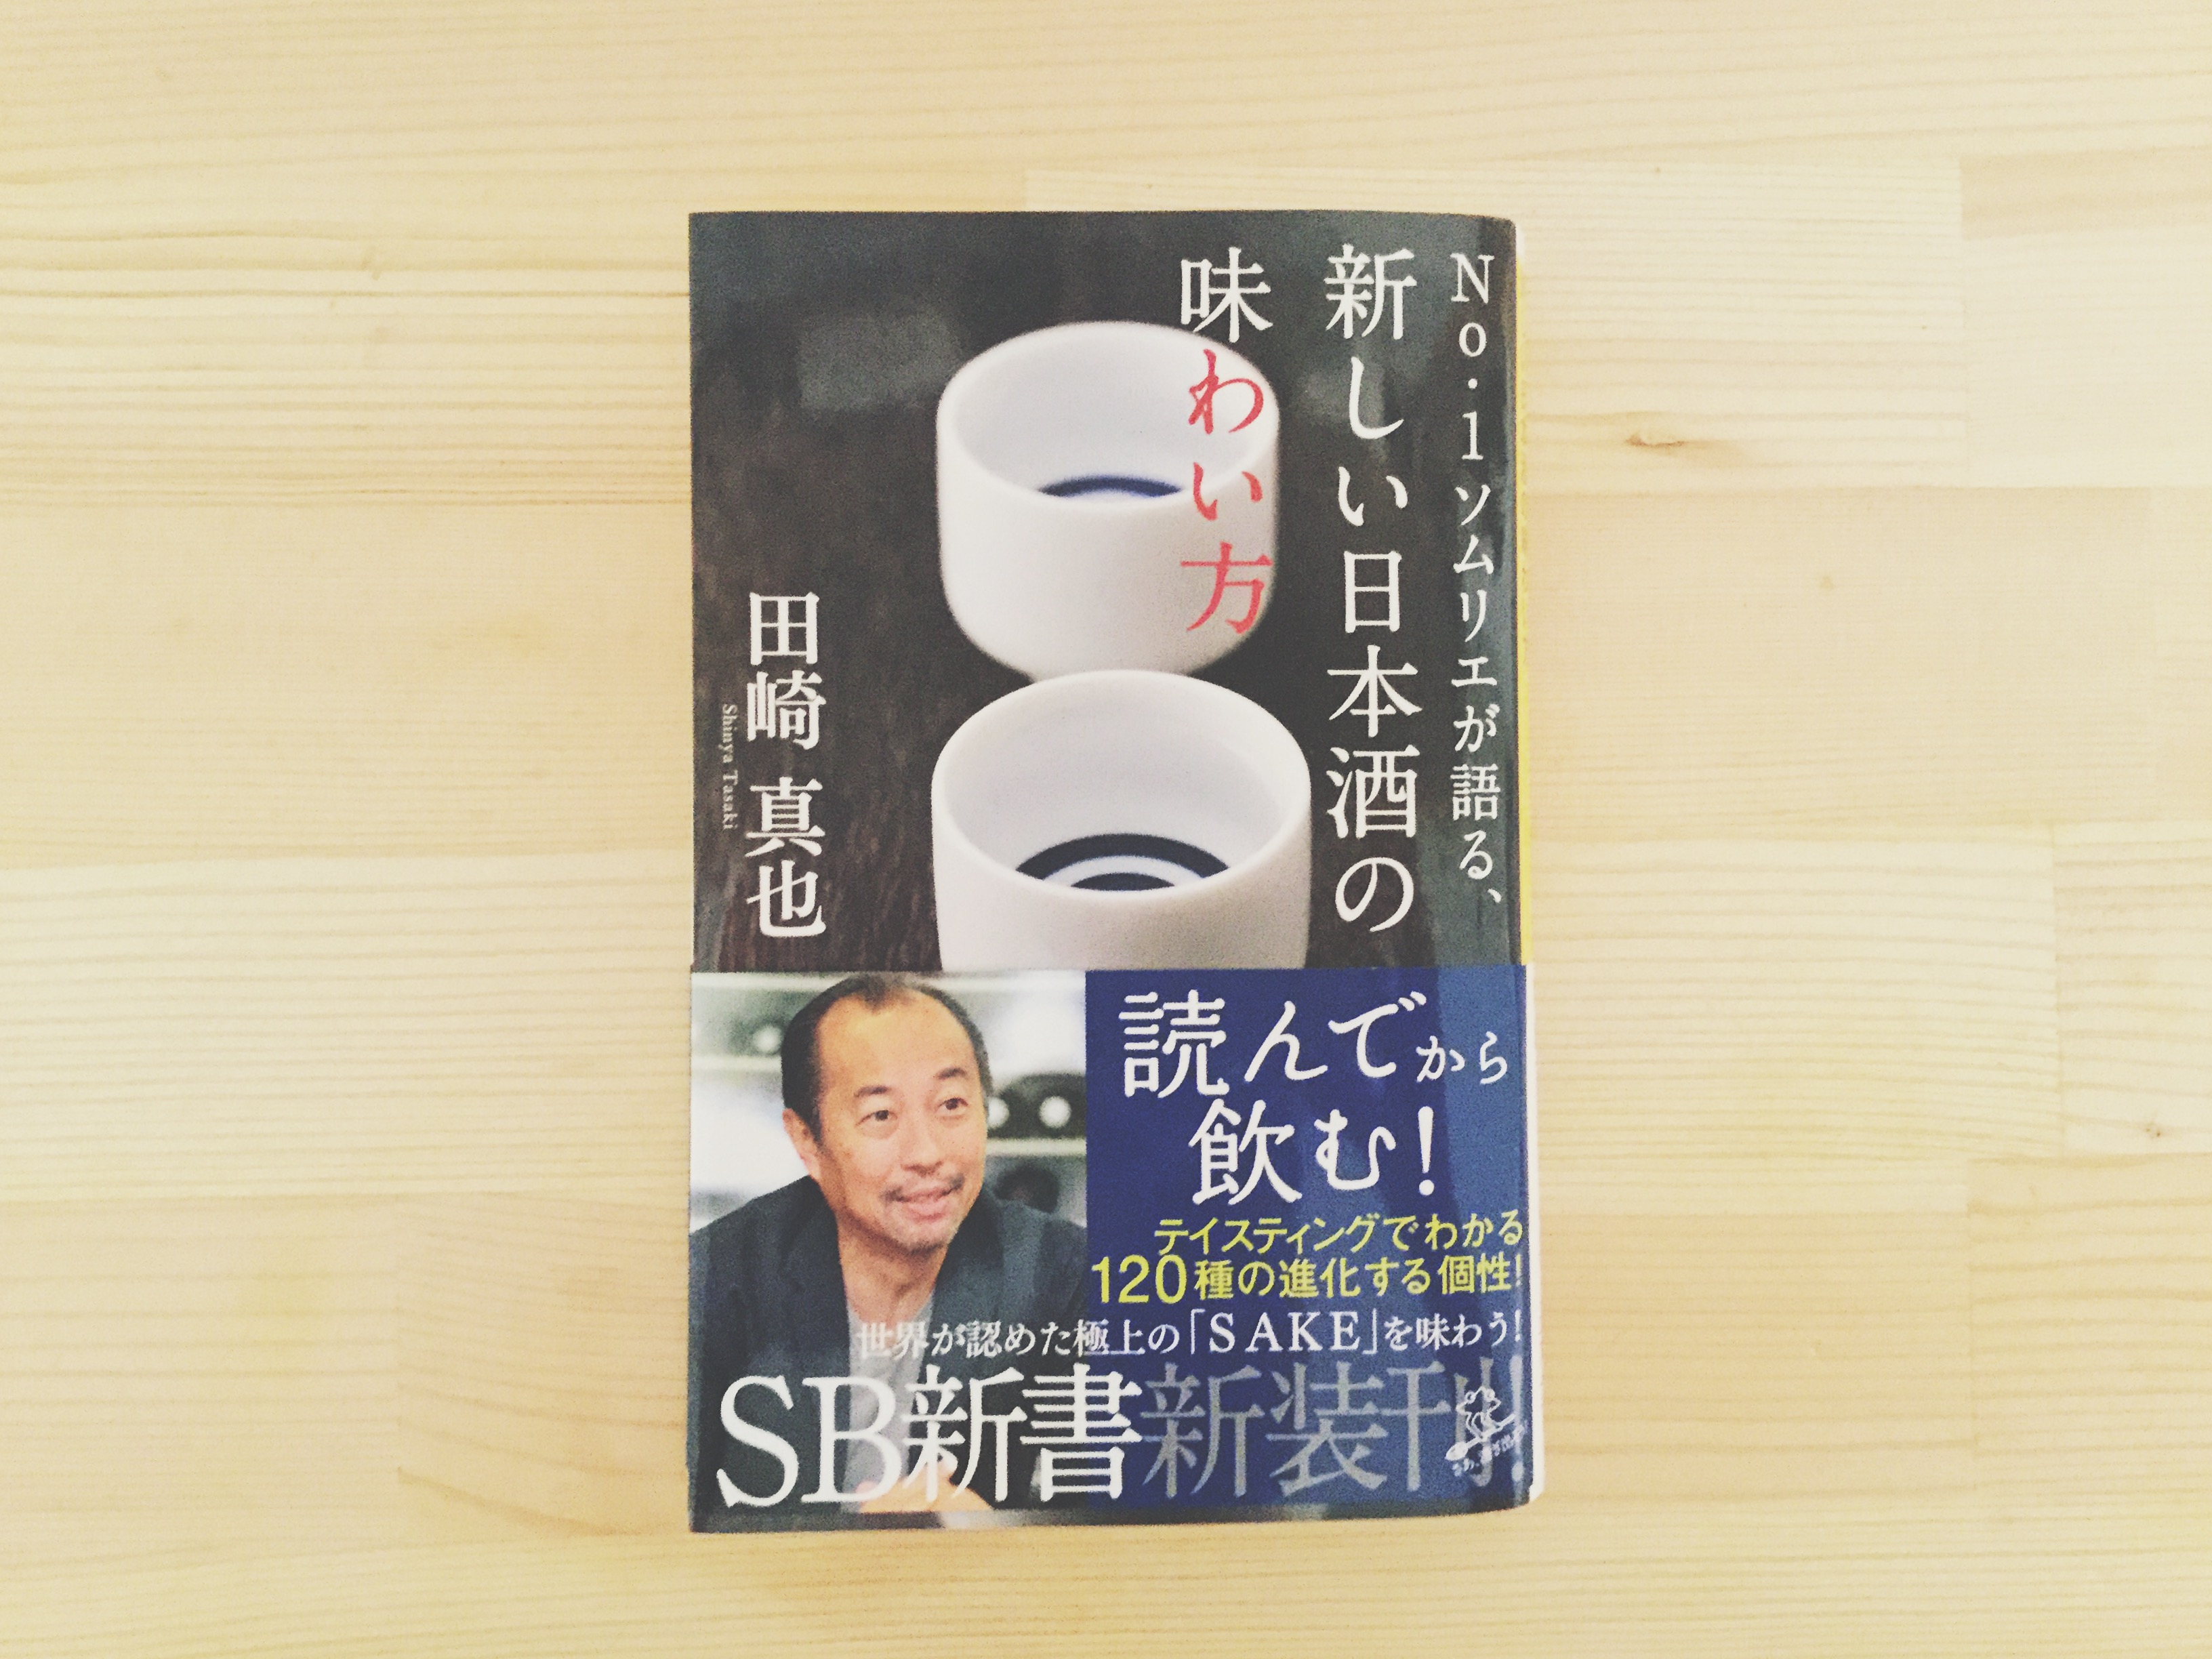 No.1ソムリエが語る、
新しい日本酒の
味わい方
田崎 真也
Shinya Tasaki
読んでから
飲む!
テイスティングでわかる
120種の進化する個性!
世界が認めた極上の「SAKE」を味わう!
SB新書新装刊!